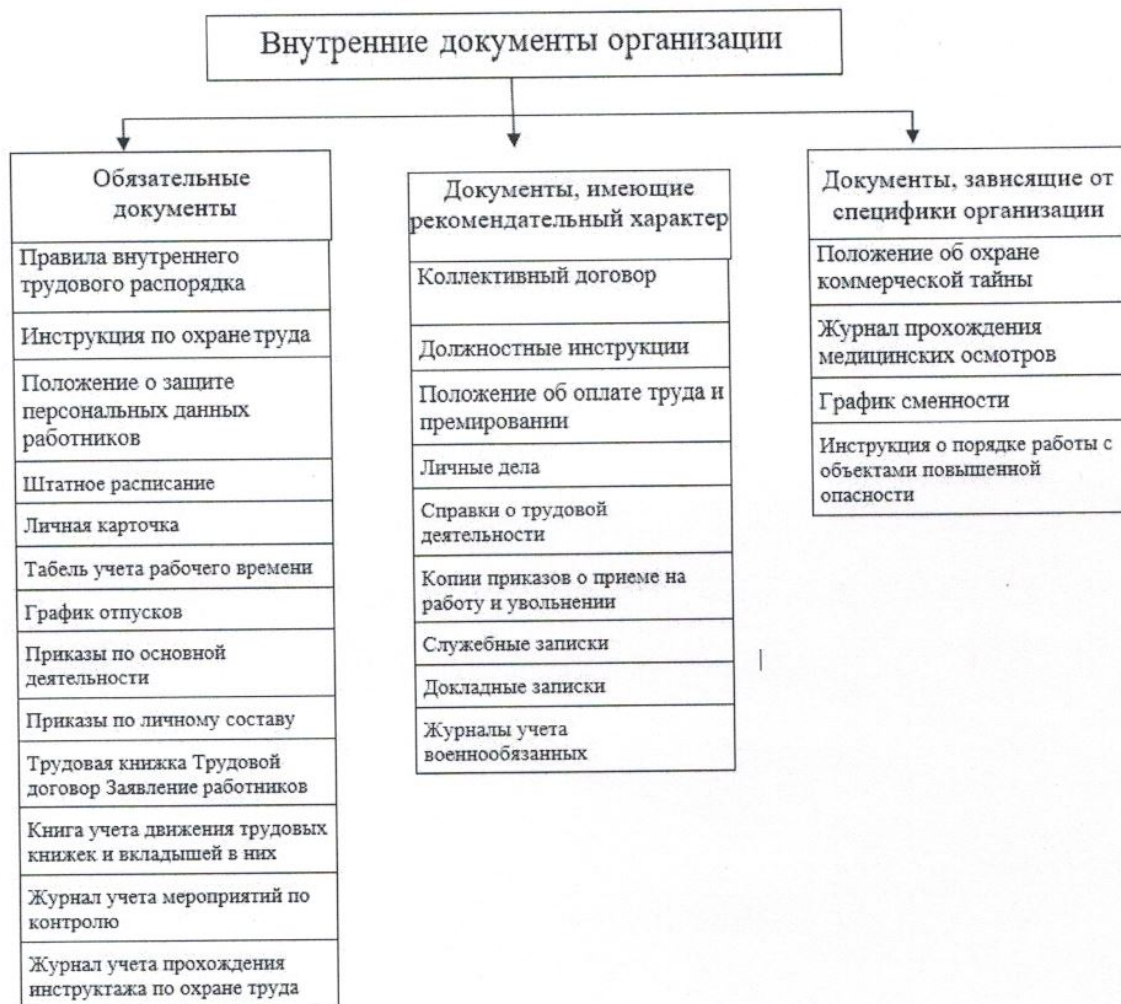 Внутренние документы организации
Обязательные
документы
Правила внутреннего
трудового распорядка
Инструкция по охране труда
Положение о защите
персональных данных
работников
Штатное расписание
Личная карточка
Табель учета рабочего времени
График отпусков
Приказы по основной
деятельности
Приказы по личному составу
Трудовая книжка Трудовой
договор Заявление работников
Книга учета движения трудовых
книжек и вкладышей в них
Журнал учета мероприятий по
контролю
Журнал учета прохождения
инструктажа по охране труда
Документы, имеющие
рекомендательный характер
Коллективный договор
Должностные инструкции
Положение об оплате труда и
премировании
Личные дела
Справки о трудовой
деятельности
Копии приказов о приеме на
работу и увольнении
Служебные записки
Докладные записки
Журналы учета
военнообязанных
Документы, зависящие от
специфики организации
Положение об охране
коммерческой тайны
Журнал прохождения
медицинских осмотров
График сменности
Инструкция о порядке работы с
объектами повышенной
опасности